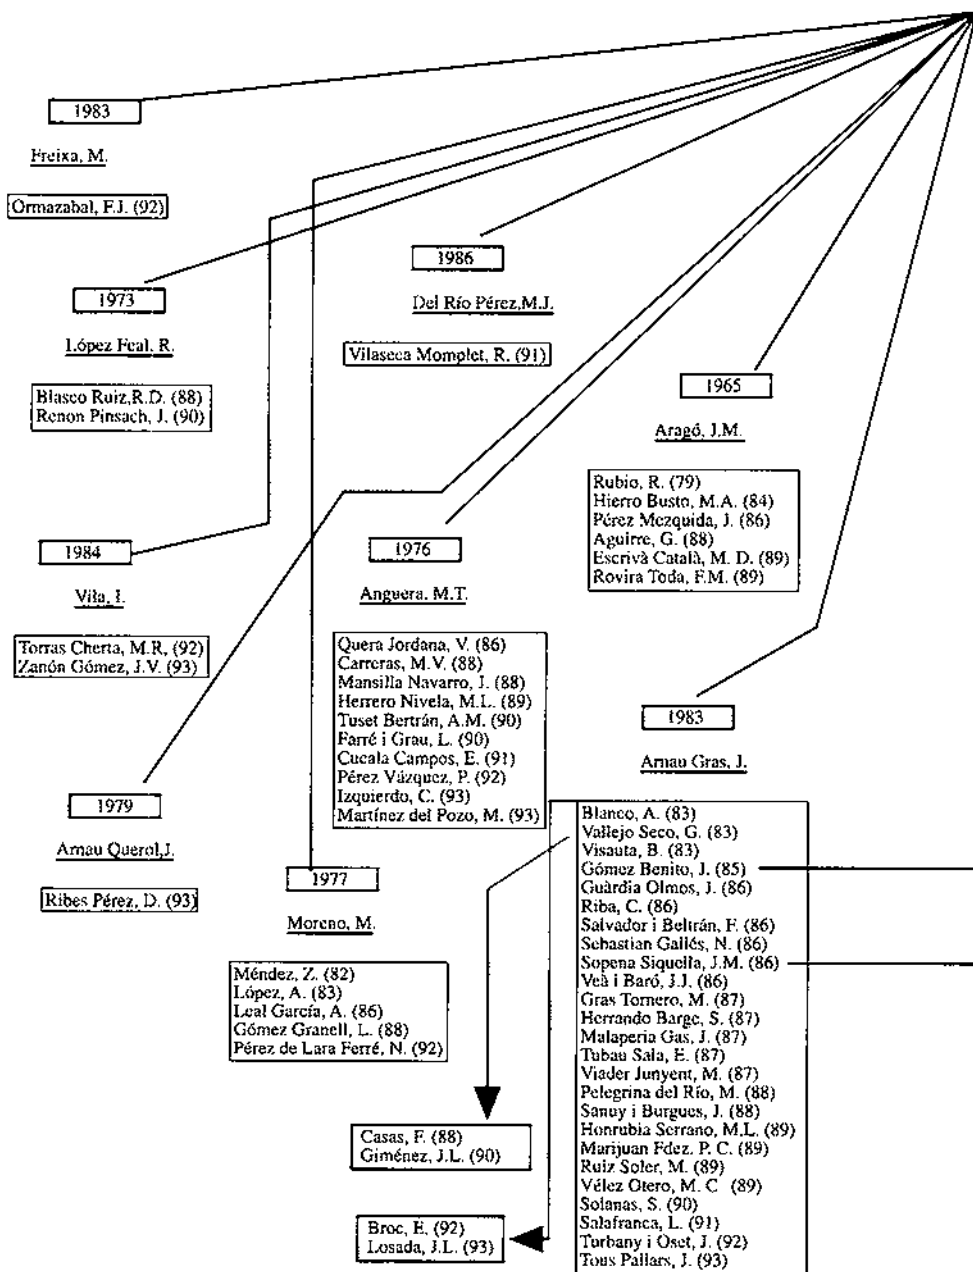 1983
Freixa, M.
Ormazabal, F.J. (92)
1973
López Feal, R.
Blasco Ruiz,R.D. (88)
Renon Pinsach, J. (90)
1986
Del Río Pérez,M.J.
Vilaseca Momplet, R. (91)
1965
Aragó, J.M.
Rubio, R. (79)
Hierro Busto, M.A. (84)
Pérez Mezquida, J. (86)
Aguirre, G. (88)
Escrivà Català, M. D. (89)
Rovira Toda, F.M. (89)
1984
Vila, I.
Torras Cherta, M.R, (92)
Zanón Gómez, J.V. (93)
1976
Anguera. M.T.
Quera Jordana, V. (86)
Carreras, M.V. (88)
Mansilla Navarro, J. (88)
Herrero Nivela, M.L. (89)
Tuset Bertrán, A.M. (90)
Farré i Grau, L. (90)
Cucala Campos, E. (91)
Pérez Vázquez, P. (92)
Izquierdo, C. (93)
Martínez del Pozo, M. (93)
1983
Arnau Gras, J.
Blanco, A. (83)
Vallejo Seco, G. (83)
Visauta, B. (83)
Gómez Benito, J. (85)
Guàrdia Olmos, J. (86)
Riba, C. (86)
Salvador i Beltrán, F. (86)
Sebastian Gallés, N. (86)
Sopena Siquella, J.M. (86)
Veà i Baró, J.J. (86)
Gras Tornero, M. (87)
Herrando Barge, S. (87)
Malaperia Gas, J. (87)
Tubau Sala, E. (87)
Viader Junyent, M. (87)
Pelegrina del Río, M. (88)
Sanuy i Burgues, J. (88)
Honrubia Serrano, M.L. (89)
Marijuan Fdez. P. C. (89)
Ruiz Soler, M. (89)
Vélez Otero, M. C (89)
Solanas, S. (90)
Salafranca, L. (91)
Turbany i Oset, J. (92)
Tous Pallars, J. (93)
1979
Arnau Querol,J.
Ribes Pérez, D. (93)
1977
Moreno, M.
Méndez, Z. (82)
López, A. (83)
Leal García, A. (86)
Gómez Granell, L. (88)
Pérez de Lara Ferré, N. (92)
Casas, F. (88)
Giménez, J.L. (90)
Broc, E. (92)
Losada, J.L. (93)